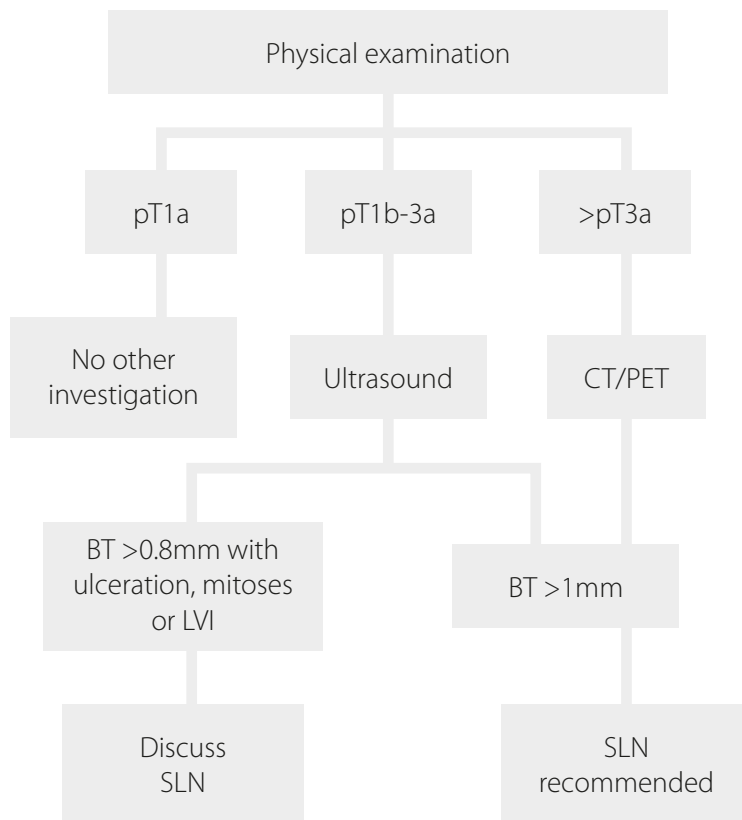 Physical examination
pT1a
pT1b-3a
>pT3a
No other
investigation
Ultrasound
CT/PET
BT >0.8mm with
ulceration, mitoses
or LVI
BT >1mm
Discuss
SLN
SLN
recommended